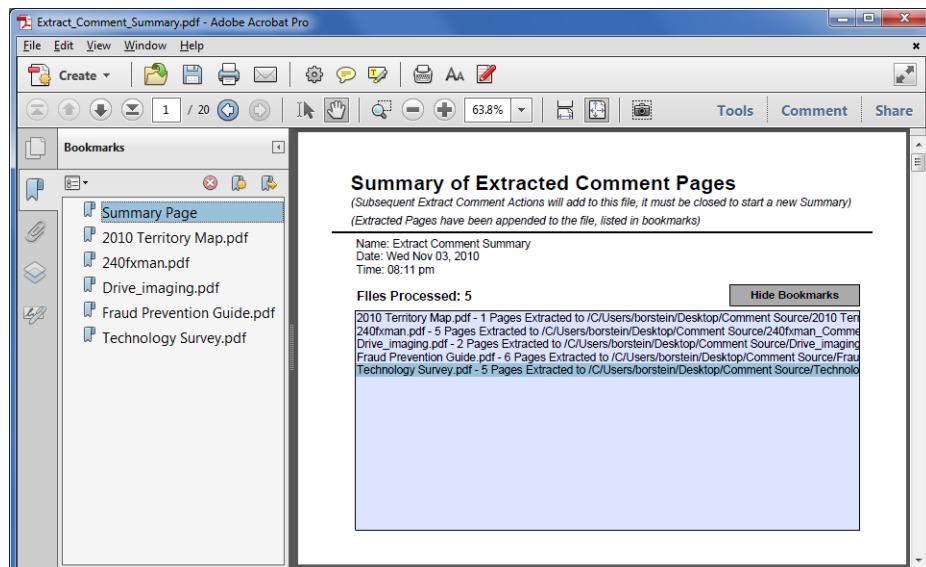 Extract_Comment_Summary.pdf - Adobe Acrobat Pro
File Edit View Window Help
Create
1 / 20 63.8% Tools Comment Share
Bookmarks
Summary Page
2010 Territory Map.pdf
240fxman.pdf
Drive_imaging.pdf
Fraud Prevention Guide.pdf
Technology Survey.pdf
Summary of Extracted Comment Pages
(Subsequent Extract Comment Actions will add to this file, it must be closed to start a new Summary)
(Extracted Pages have been appended to the file, listed in bookmarks)
Name: Extract Comment Summary
Date: Wed Nov 03, 2010
Time: 08:11 pm
FIles Processed: 5
Hide Bookmarks
2010 Territory Map.pdf - 1 Pages Extracted to /C/Users/borstein/Desktop/Comment Source/2010 Terr
240fxman.pdf - 5 Pages Extracted to /C/Users/borstein/Desktop/Comment Source/240fxman_Comme
Drive_imaging.pdf - 2 Pages Extracted to /C/Users/borstein/Desktop/Comment Source/Drive_imaging
Fraud Prevention Guide.pdf - 6 Pages Extracted to /C/Users/borstein/Desktop/Comment Source/Frau
Technology Survey.pdf - 5 Pages Extracted to /C/Users/borstein/Desktop/Comment Source/Technolo